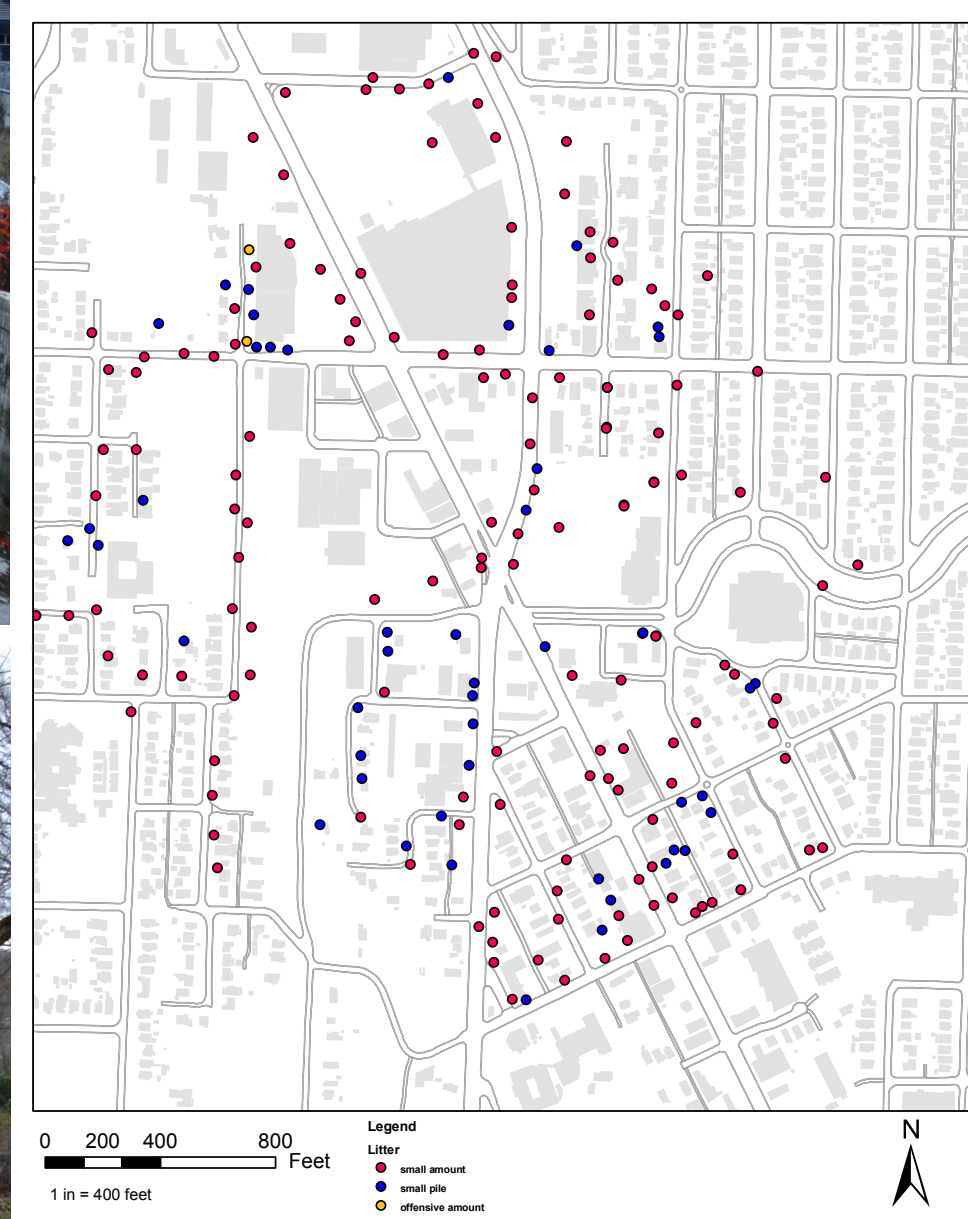 0 200 400 800
Feet
1 in = 400 feet
Legend
Litter
small amount
small pile
offensive amount
N